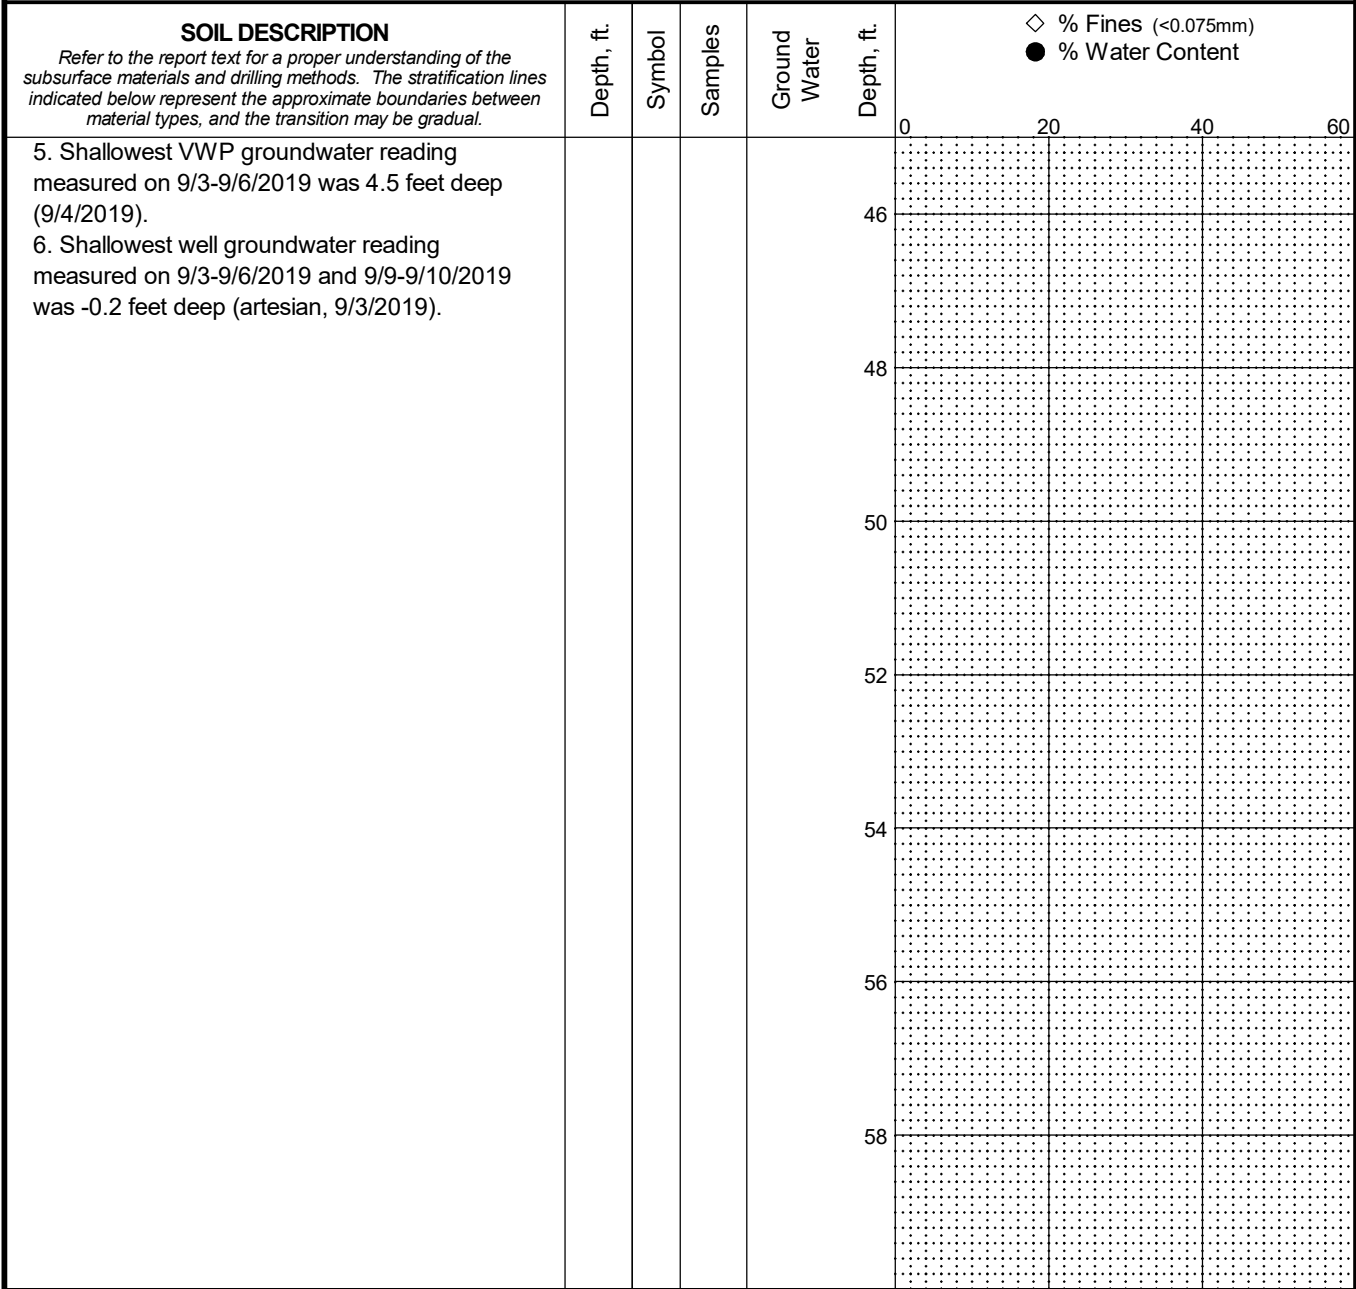 SOIL DESCRIPTION
Refer to the report text for a proper understanding of the
subsurface materials and drilling methods. The stratification lines
indicated below represent the approximate boundaries between
material types, and the transition may be gradual.
Depth, ft.
Symbol
Samples
Ground
Water
Depth, ft.
◇ % Fines (<0.075mm)
● % Water Content
0 20 40 60
5. Shallowest VWP groundwater reading
measured on 9/3-9/6/2019 was 4.5 feet deep
(9/4/2019).
6. Shallowest well groundwater reading
measured on 9/3-9/6/2019 and 9/9-9/10/2019
was -0.2 feet deep (artesian, 9/3/2019).
46
48
50
52
54
56
58